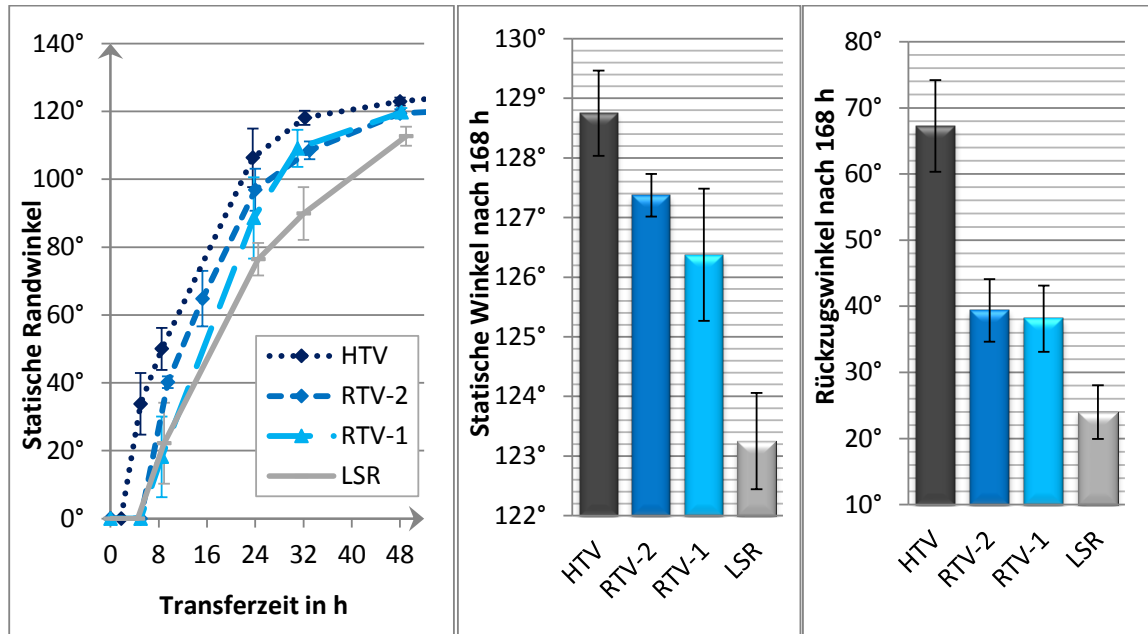 Statische Randwinkel
140°
120°
100°
80°
60°
40°
20°
0°
0 8 16 24 32 40 48
Transferzeit in h
HTV
RTV-2
RTV-1
LSR
Statische Winkel nach 168 h
130°
129°
128°
127°
126°
125°
124°
123°
122°
HTV
RTV-2
RTV-1
LSR
Rückzugswinkel nach 168 h
80°
70°
60°
50°
40°
30°
20°
10°
HTV
RTV-2
RTV-1
LSR